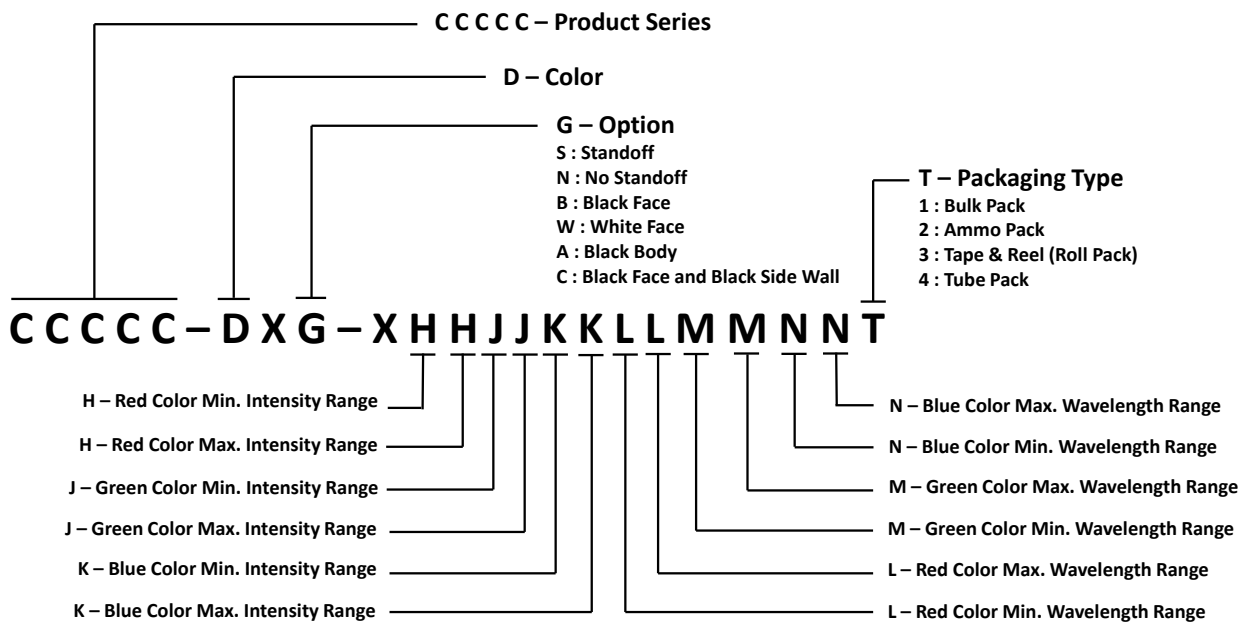 C C C C C – Product Series
D – Color
G – Option
S : Standoff
N : No Standoff
B : Black Face
W : White Face
A : Black Body
C : Black Face and Black Side Wall
T – Packaging Type
1 : Bulk Pack
2 : Ammo Pack
3 : Tape & Reel (Roll Pack)
4 : Tube Pack
C C C C C – D X G – X H H J J K K L L M M N N T
H – Red Color Min. Intensity Range
H – Red Color Max. Intensity Range
J – Green Color Min. Intensity Range
J – Green Color Max. Intensity Range
K – Blue Color Min. Intensity Range
K – Blue Color Max. Intensity Range
N – Blue Color Max. Wavelength Range
N – Blue Color Min. Wavelength Range
M – Green Color Max. Wavelength Range
M – Green Color Min. Wavelength Range
L – Red Color Max. Wavelength Range
L – Red Color Min. Wavelength Range